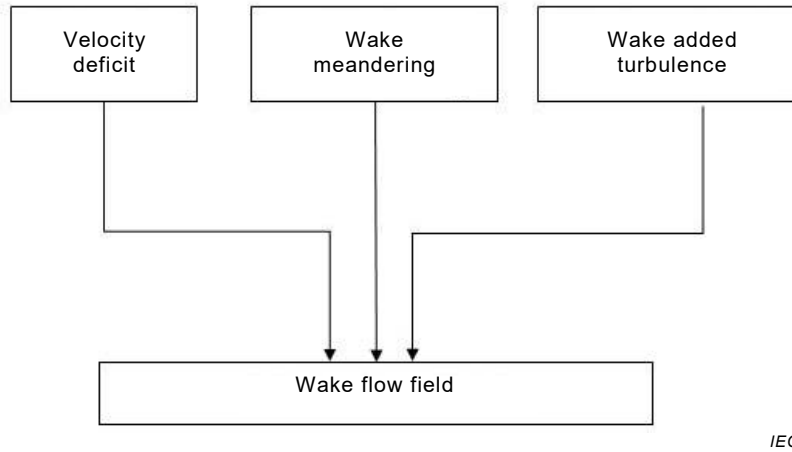 Velocity
deficit
Wake
meandering
Wake added
turbulence
Wake flow field
IEC